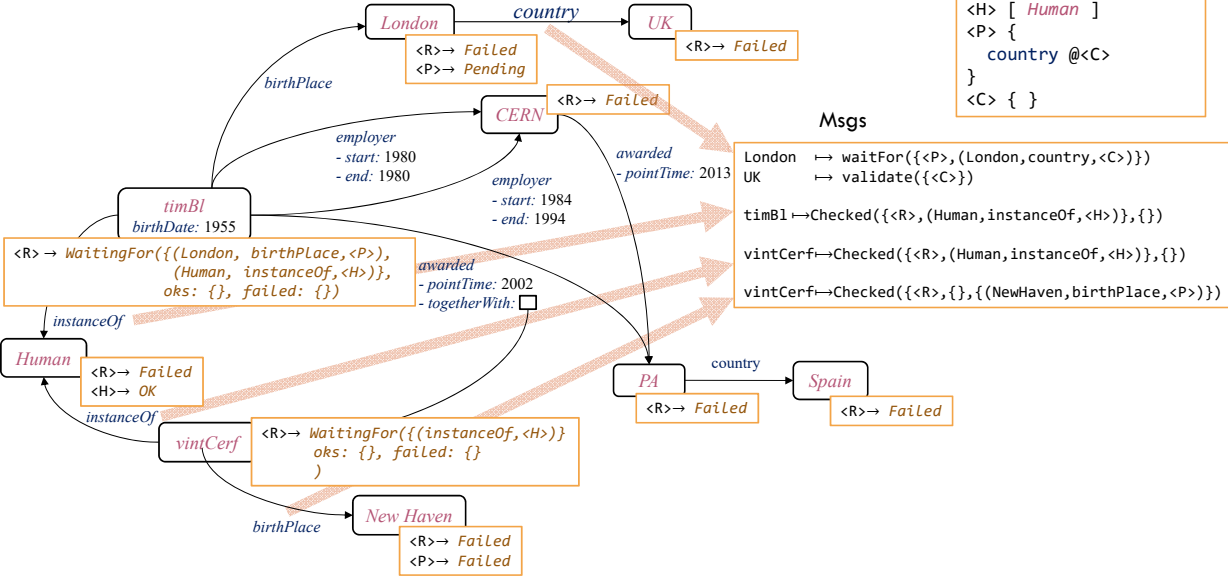 <H> [ Human ]
<P> {
country @<C>
}
<C> { }
London
country
UK
<R>→ Failed
<P>→ Pending
<R>→ Failed
birthPlace
CERN
<R>→ Failed
Msgs
employer
- start: 1980
- end: 1980
awarded
- pointTime: 2013
London ↦ waitFor({<P>,(London,country,<C>)})
UK ↦ validate({<C>})
timBl ↦Checked({<R>,(Human,instanceOf,<H>)},{})
vintCerf↦Checked({<R>,(Human,instanceOf,<H>)},{})
vintCerf↦Checked({<R>,{},{(NewHaven,birthPlace,<P>)})
employer
- start: 1984
- end: 1994
timBl
birthDate: 1955
<R> → WaitingFor({(London, birthPlace,<P>),
(Human, instanceOf,<H>)},
oks: {}, failed: {})
awarded
- pointTime: 2002
- togetherWith:
instanceOf
Human
<R>→ Failed
<H>→ OK
country
PA
<R>→ Failed
Spain
<R>→ Failed
instanceOf
vintCerf
<R>→ WaitingFor({(instanceOf,<H>)}
oks: {}, failed: {}
)
birthPlace
New Haven
<R>→ Failed
<P>→ Failed